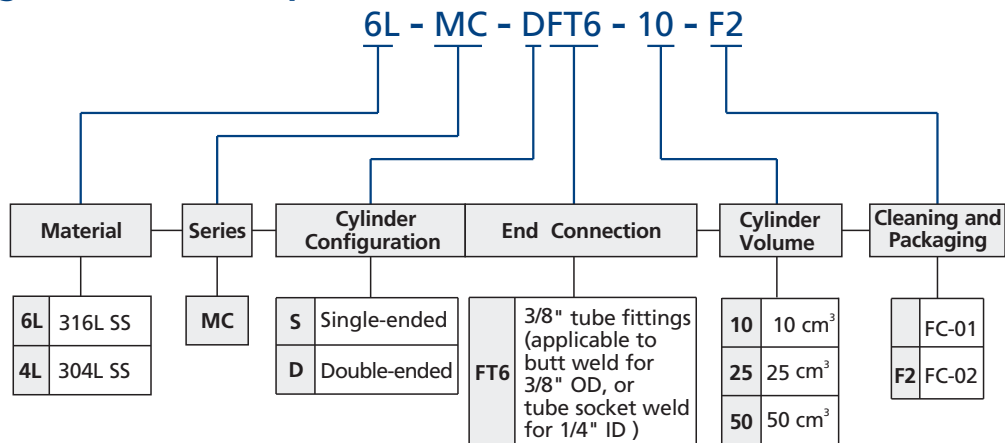 6L - MC - DFT6 - 10 - F2
Material
Series
Cylinder
Configuration
End Connection
Cylinder
Volume
Cleaning and
Packaging
6L 316L SS
4L 304L SS
MC
S Single-ended
D Double-ended
FT6
3/8" tube fittings
(applicable to
butt weld for
3/8" OD, or
tube socket weld
for 1/4" ID )
10 10 cm³
25 25 cm³
50 50 cm³
FC-01
F2 FC-02